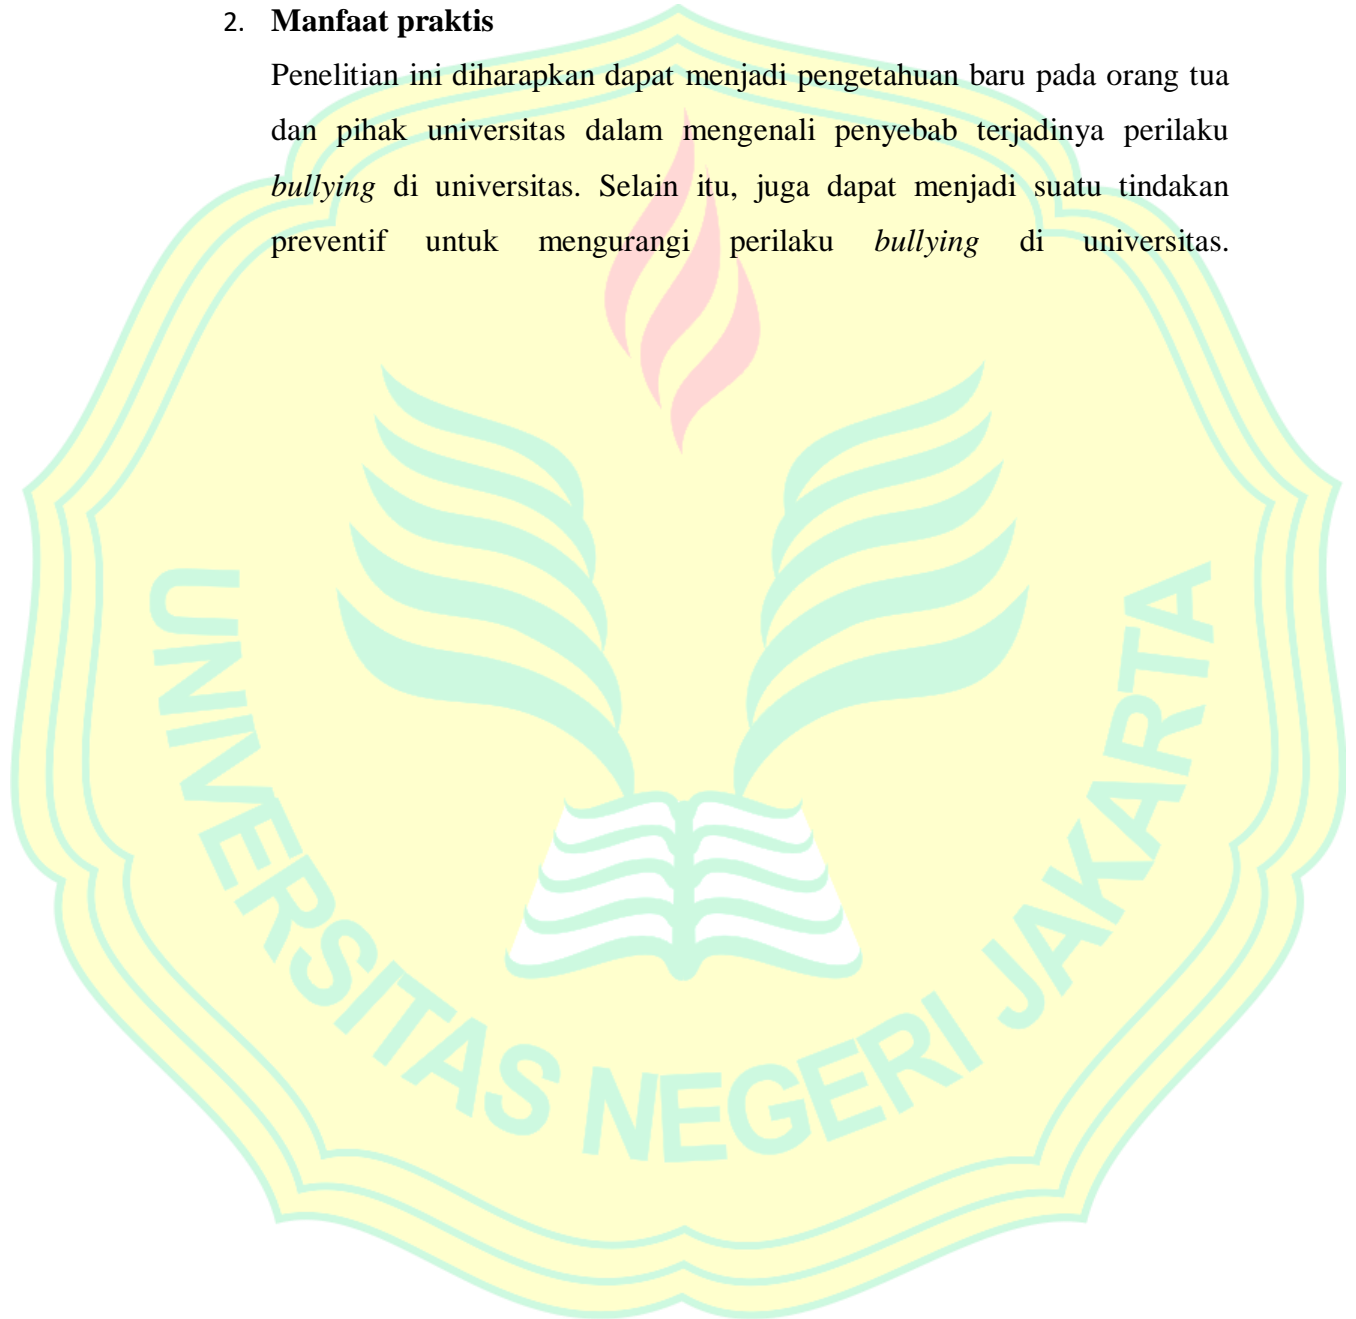 2. Manfaat praktis
Penelitian ini diharapkan dapat menjadi pengetahuan baru pada orang tua
dan pihak universitas dalam mengenali penyebab terjadinya perilaku
bullying di universitas. Selain itu, juga dapat menjadi suatu tindakan
preventif untuk mengurangi perilaku bullying di universitas.
UNIVERSITAS NEGERI JAKARTA